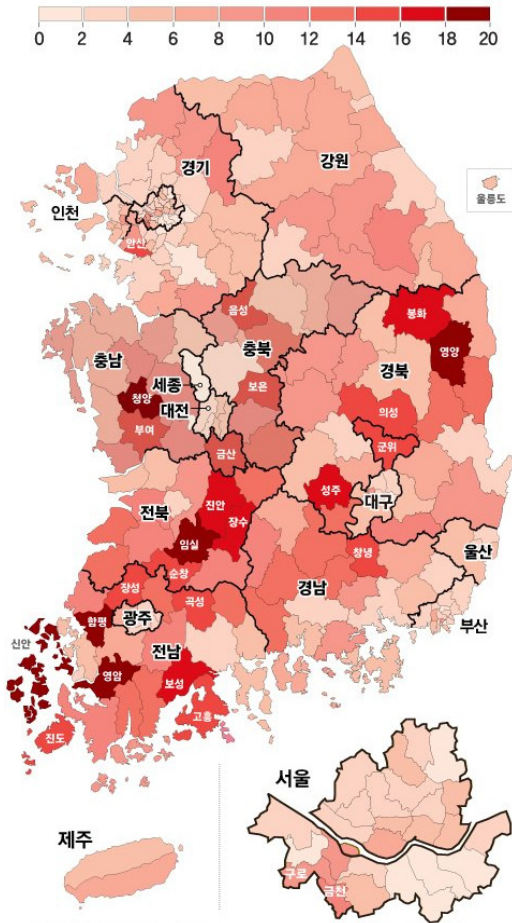 0 2 4 6 8 10 12 14 16 18 20
경기
강원
인천
울릉도
안산
음성
봉화
충남
충북
영양
경북
세종
보은
청양
대전
의성
부여
군위
금산
성주
진안
대구
전북
장수
임실
창녕
울산
순창
경남
장성
곡성
부산
함평
광주
신안
전남
영암
보성
고흥
진도
서울
제주
구로
금천